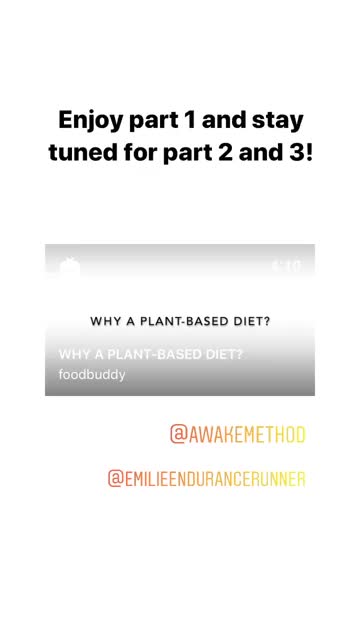 Enjoy part 1 and stay
tuned for part 2 and 3!
WHY A PLANT-BASED DIET?
WHY A PLANT-BASED DIET?
foodbuddy
@AWAKEMETHOD
@EMILIEENDURANCERUNNER